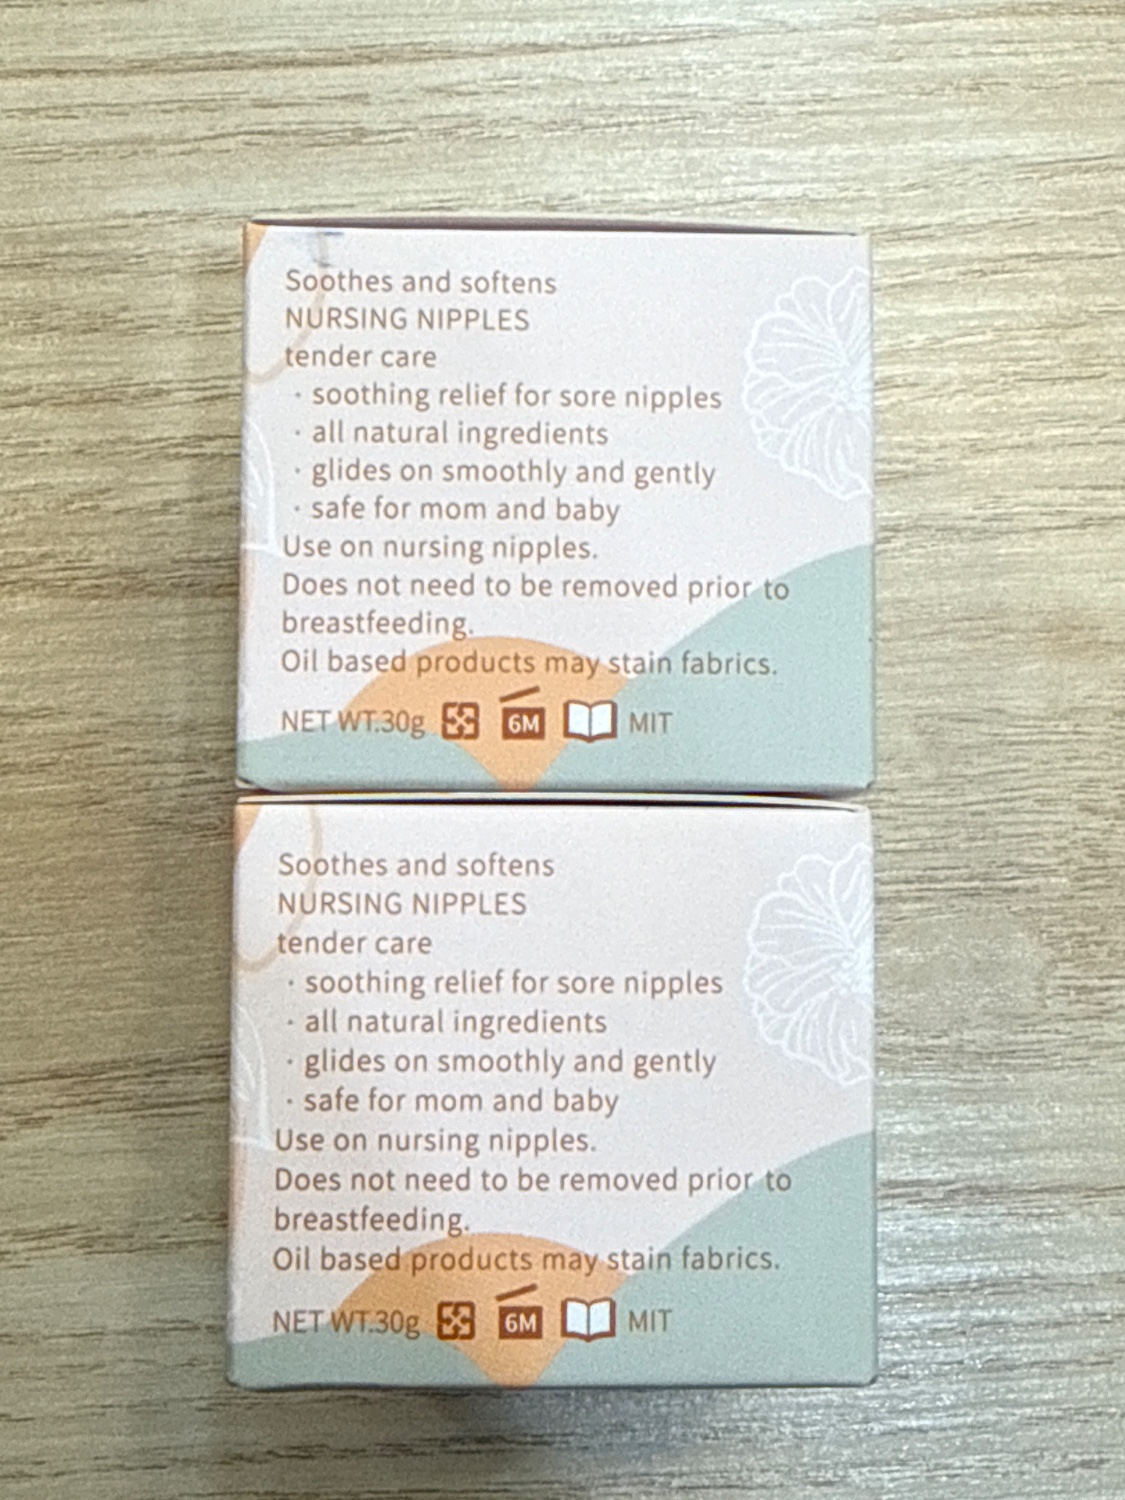 Soothes and softens
NURSING NIPPLES
tender care
· soothing relief for sore nipples
· all natural ingredients
· glides on smoothly and gently
· safe for mom and baby
Use on nursing nipples.
Does not need to be removed prior to
breastfeeding.
Oil based products may stain fabrics.
NET WT.30g 6M MIT
Soothes and softens
NURSING NIPPLES
tender care
· soothing relief for sore nipples
· all natural ingredients
· glides on smoothly and gently
· safe for mom and baby
Use on nursing nipples.
Does not need to be removed prior to
breastfeeding.
Oil based products may stain fabrics.
NET WT.30g 6M MIT